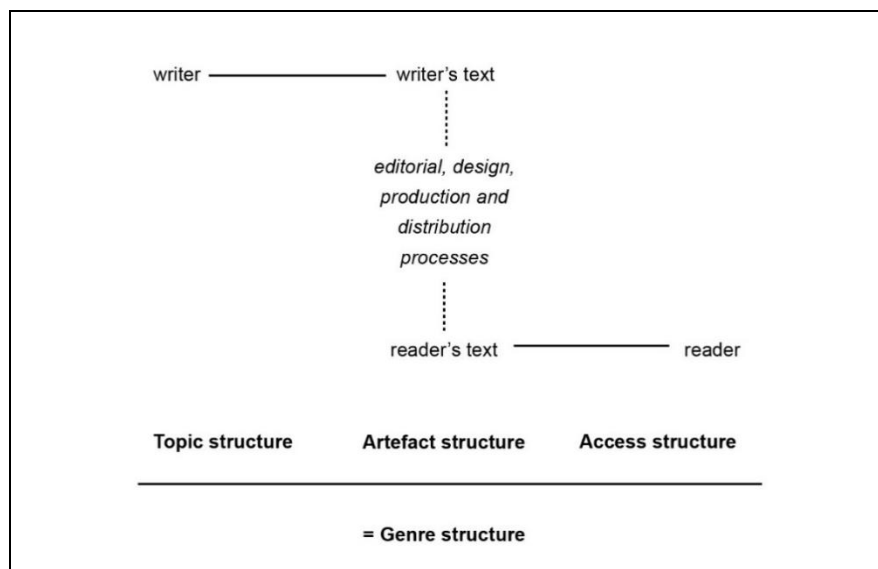 writer writer’s text
editorial, design,
production and
distribution
processes
reader’s text reader
Topic structure Artefact structure Access structure
= Genre structure